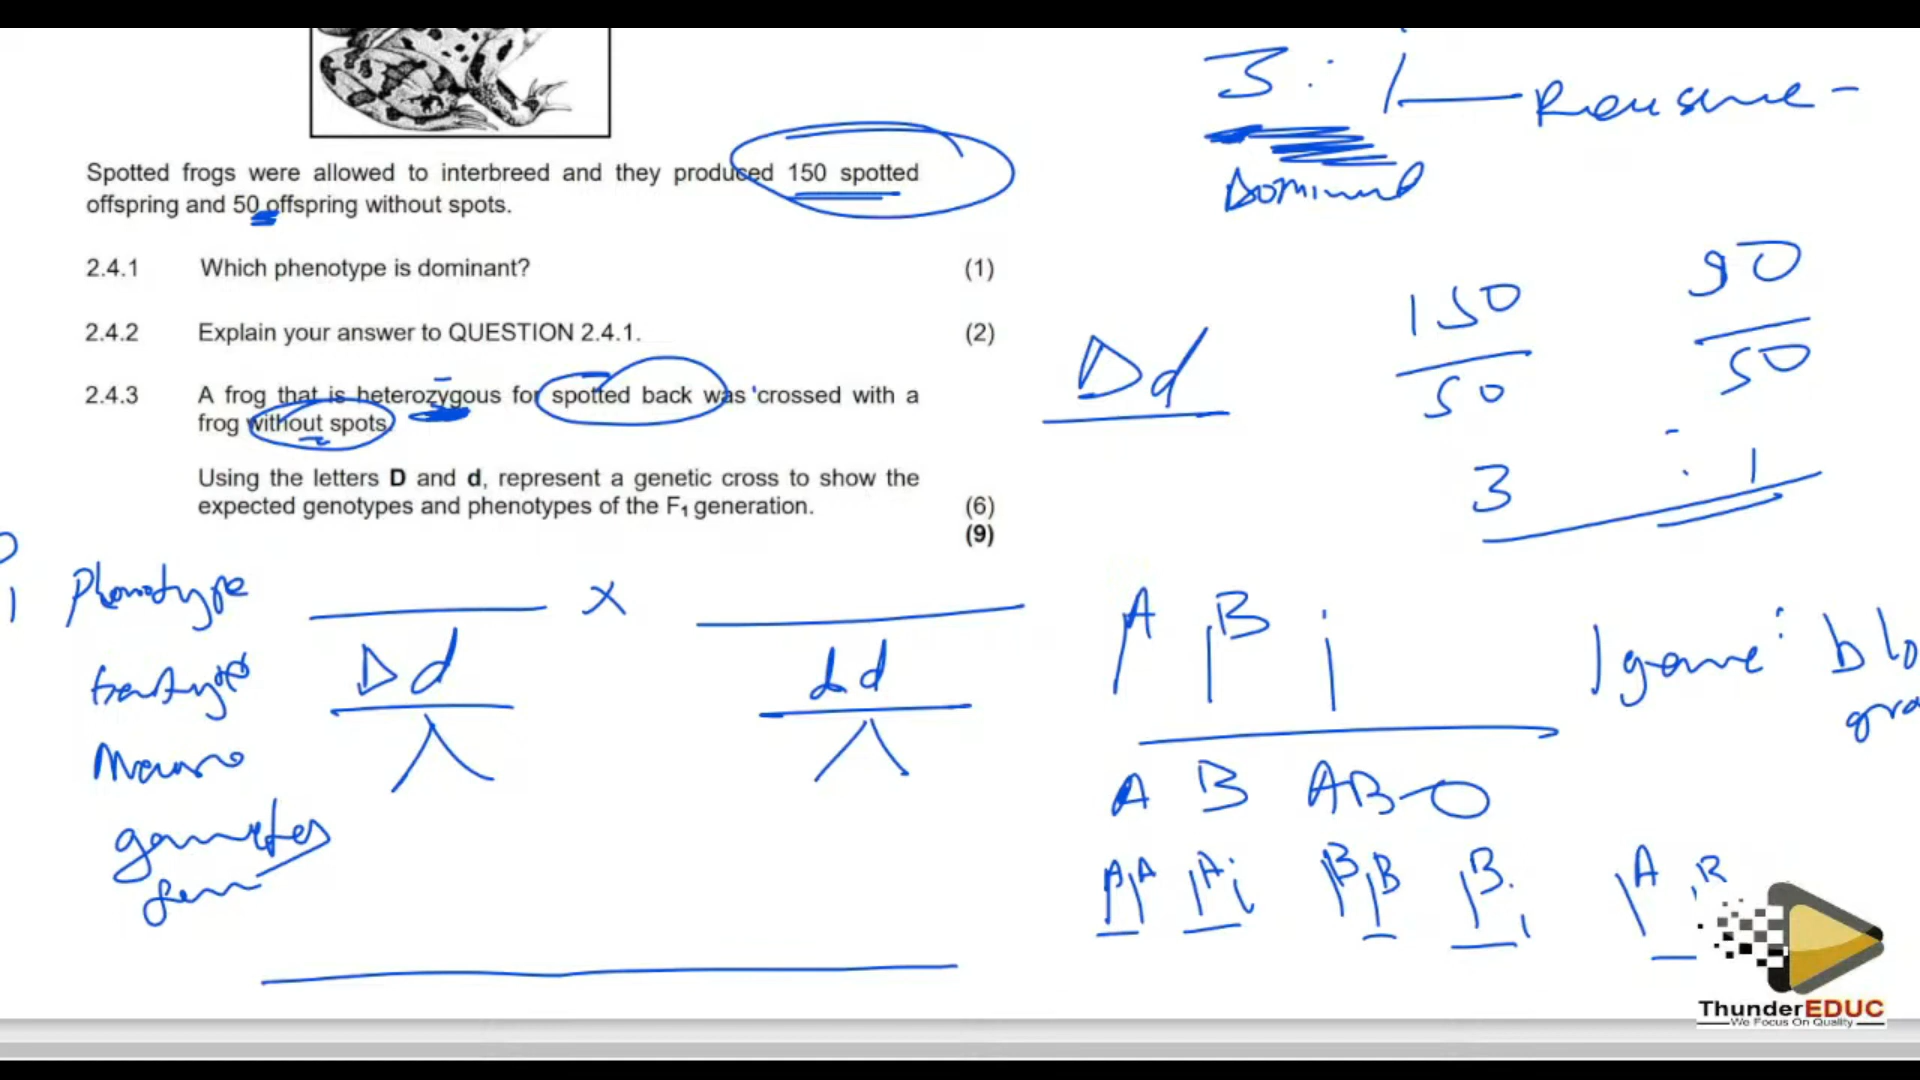 Spotted frogs were allowed to interbreed and they produced 150 spotted
offspring and 50 offspring without spots.
2.4.1 Which phenotype is dominant? (1)
2.4.2 Explain your answer to QUESTION 2.4.1. (2)
2.4.3 A frog that is heterozygous for spotted back was crossed with a
frog without spots.
Using the letters D and d, represent a genetic cross to show the
expected genotypes and phenotypes of the F1 generation. (6)
(9)
3 : 1
Dominant
Dd
150
50
50
3 : 1
Phenotype x
Dd dd
gametes
A B i
1 gene : blo
A B AB O
A A A i B B B i A B
ThunderEDUC
We Focus On Quality